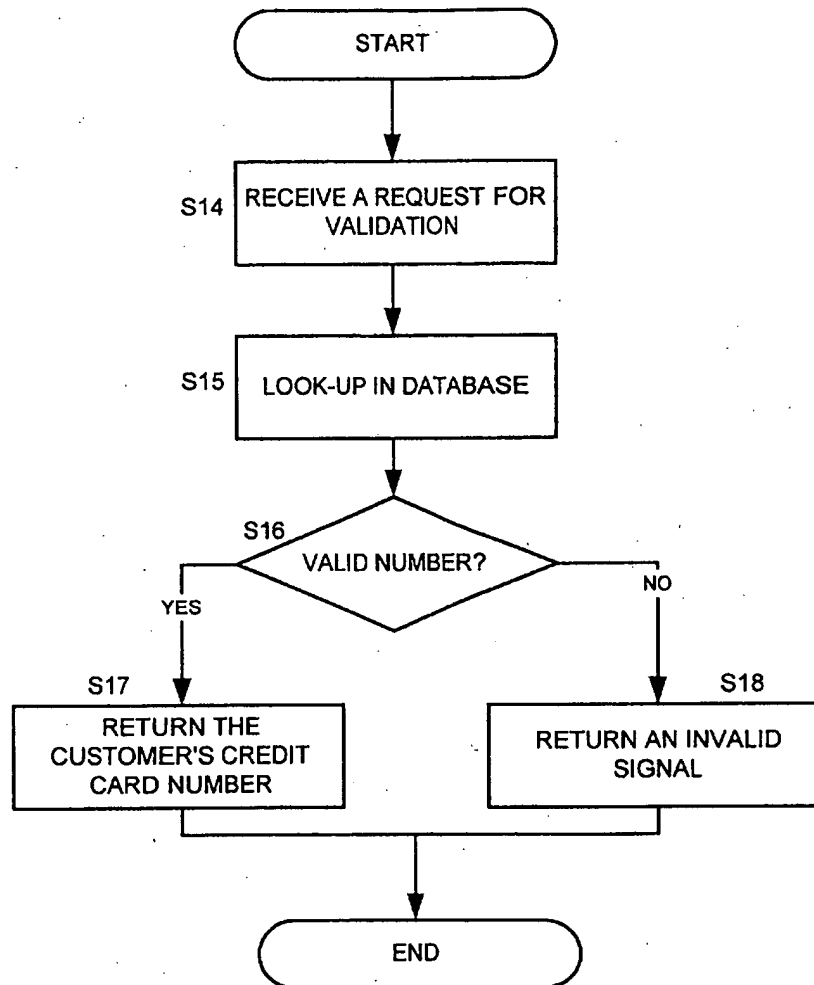 START
S14
RECEIVE A REQUEST FOR
VALIDATION
S15
LOOK-UP IN DATABASE
S16
VALID NUMBER?
YES
NO
S17
S18
RETURN THE
CUSTOMER'S CREDIT
CARD NUMBER
RETURN AN INVALID
SIGNAL
END